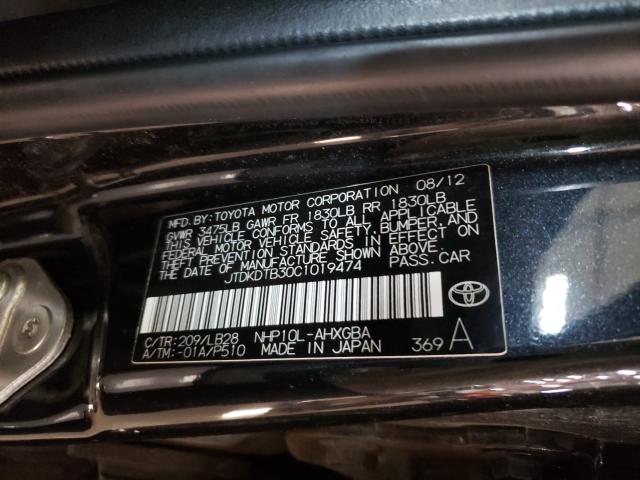 MFD. BY: TOYOTA MOTOR CORPORATION 08/12
GVWR 3475LB GAWR FR 1830LB RR 1830LB
THIS VEHICLE CONFORMS TO ALL APPLICABLE
FEDERAL MOTOR VEHICLE SAFETY, BUMPER, AND
THEFT PREVENTION STANDARDS IN EFFECT ON
THE DATE OF MANUFACTURE SHOWN ABOVE.
JTDKDTB30C1019474 PASS. CAR
C/TR: 209/LB28 NHP10L-AHXGBA
A/TM: -01A/P510 MADE IN JAPAN 369 A